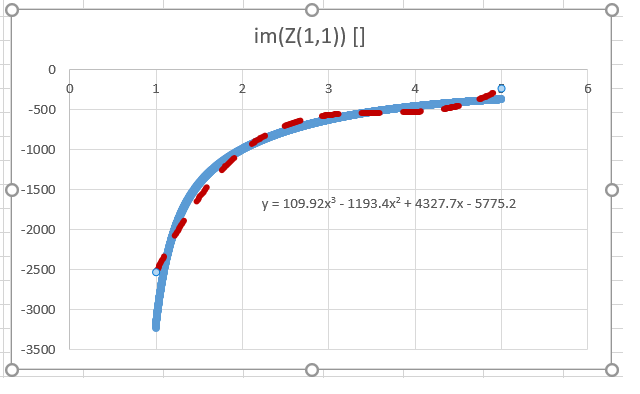 im(Z(1,1)) []
0
0 1 2 3 4 5 6
-500
-1000
-1500
y = 109.92x³ - 1193.4x² + 4327.7x - 5775.2
-2000
-2500
-3000
-3500